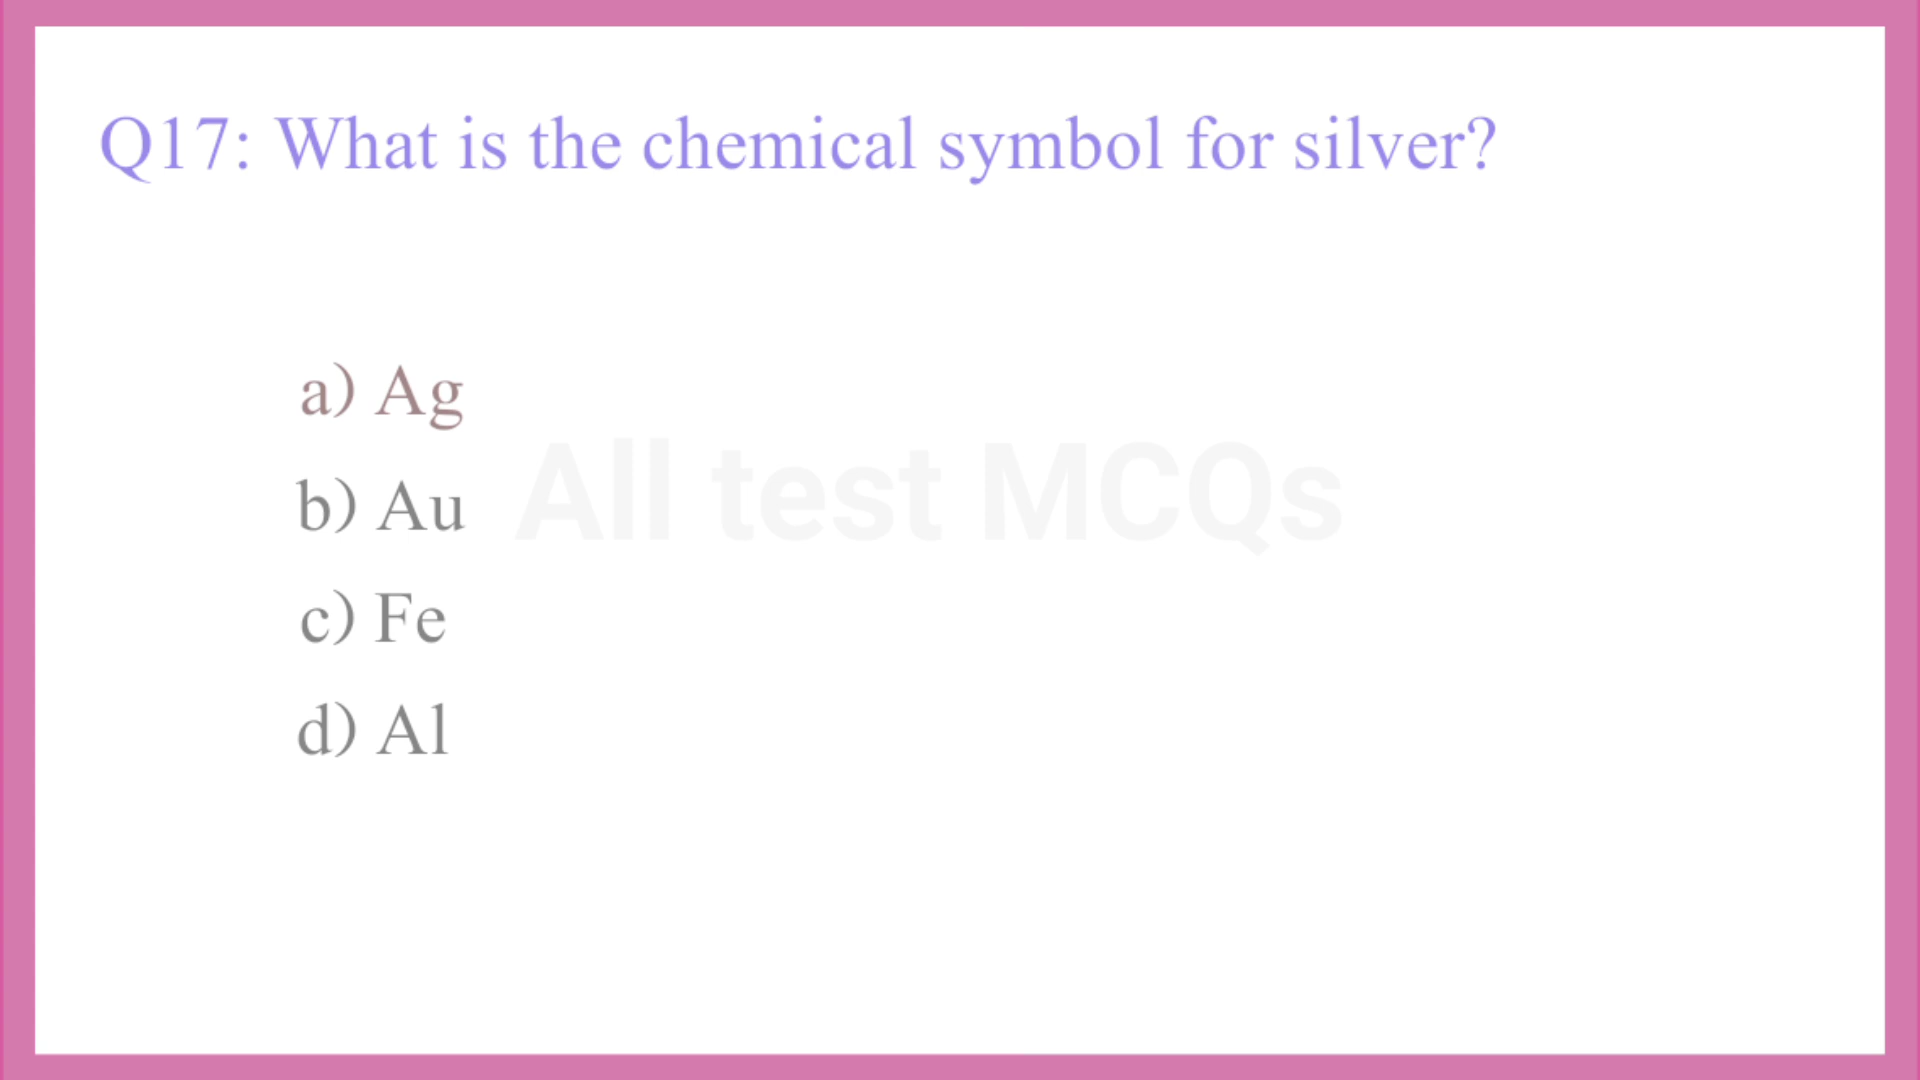 Q17: What is the chemical symbol for silver?
a) Ag
All test MCQs
b) Au
c) Fe
d) Al